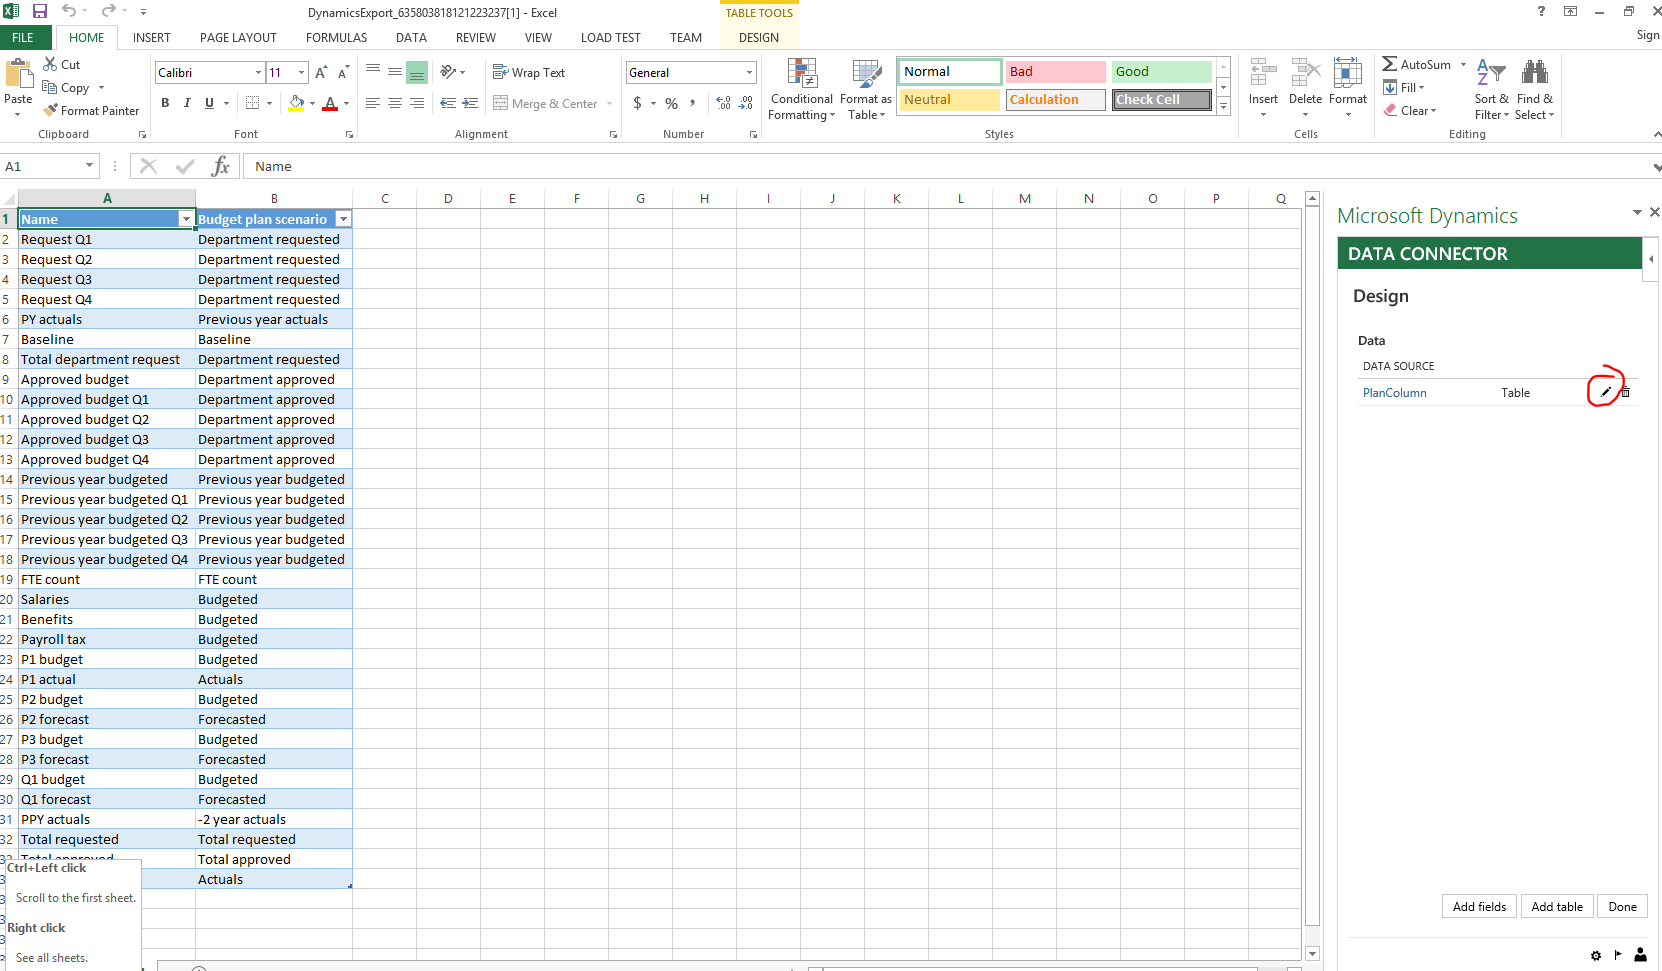 DynamicsExport_635803818121223237[1] - Excel
TABLE TOOLS
?
FILE HOME INSERT PAGE LAYOUT FORMULAS DATA REVIEW VIEW LOAD TEST TEAM DESIGN
Sign
Paste
Cut
Copy
Format Painter
Clipboard
Calibri 11
B I U
Font
Wrap Text
Merge & Center
Alignment
General
$ % ,
Number
Conditional Formatting
Format as Table
Normal Bad Good
Neutral Calculation Check Cell
Styles
Insert Delete Format
Cells
AutoSum
Fill
Clear
Sort & Filter
Find & Select
Editing
A1 fx Name
A B C D E F G H I J K L M N O P Q
1 Name Budget plan scenario
2 Request Q1 Department requested
3 Request Q2 Department requested
4 Request Q3 Department requested
5 Request Q4 Department requested
6 PY actuals Previous year actuals
7 Baseline Baseline
8 Total department request Department requested
9 Approved budget Department approved
10 Approved budget Q1 Department approved
11 Approved budget Q2 Department approved
12 Approved budget Q3 Department approved
13 Approved budget Q4 Department approved
14 Previous year budgeted Previous year budgeted
15 Previous year budgeted Q1 Previous year budgeted
16 Previous year budgeted Q2 Previous year budgeted
17 Previous year budgeted Q3 Previous year budgeted
18 Previous year budgeted Q4 Previous year budgeted
19 FTE count FTE count
20 Salaries Budgeted
21 Benefits Budgeted
22 Payroll tax Budgeted
23 P1 budget Budgeted
24 P1 actual Actuals
25 P2 budget Budgeted
26 P2 forecast Forecasted
27 P3 budget Budgeted
28 P3 forecast Forecasted
29 Q1 budget Budgeted
30 Q1 forecast Forecasted
31 PPY actuals -2 year actuals
32 Total requested Total requested
Total approved Total approved
Actuals
Ctrl+Left click
Scroll to the first sheet.
Right click
See all sheets.
Microsoft Dynamics
DATA CONNECTOR
Design
Data
DATA SOURCE
PlanColumn Table
Add fields Add table Done